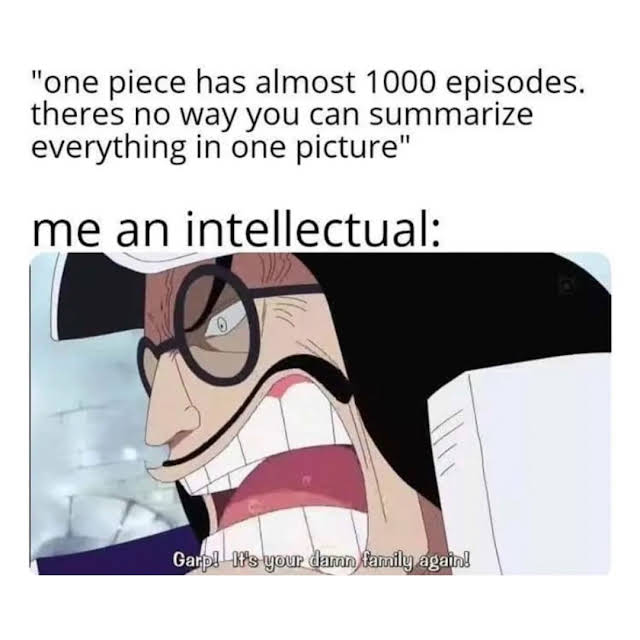 "one piece has almost 1000 episodes.
theres no way you can summarize
everything in one picture"
me an intellectual:
Garp! It's your damn family again!